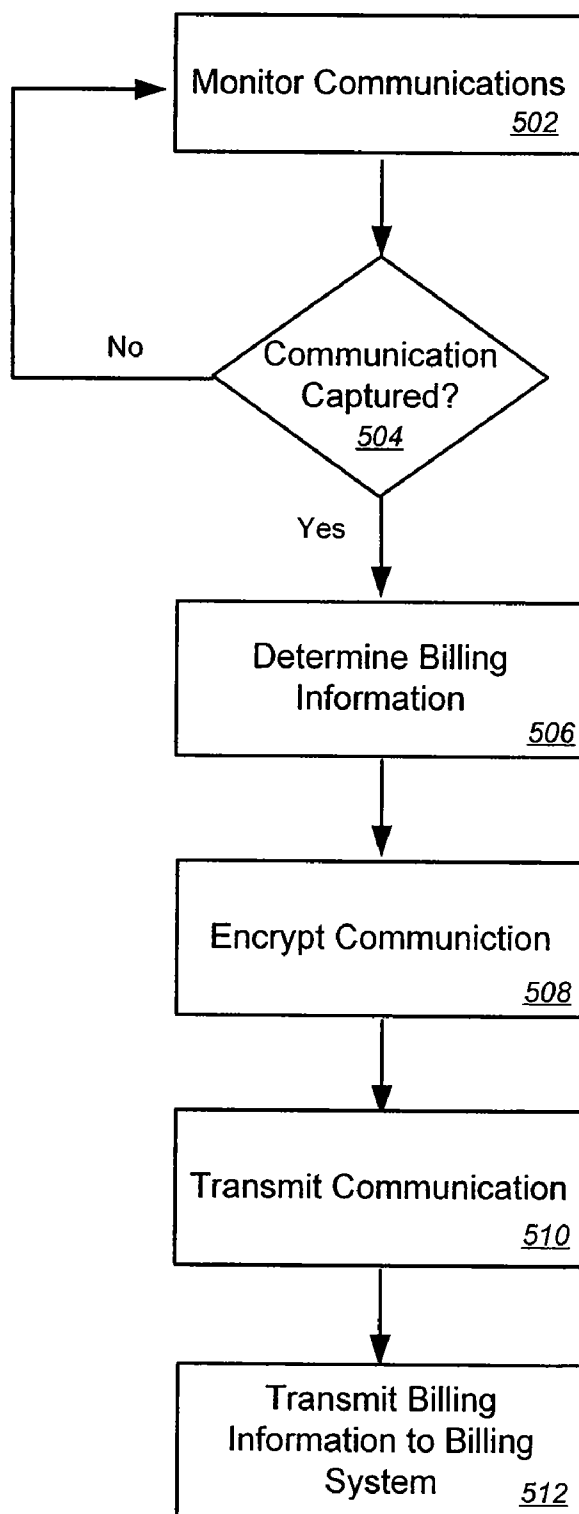 Monitor Communications
502
No
Communication
Captured?
504
Yes
Determine Billing
Information
506
Encrypt Communiction
508
Transmit Communication
510
Transmit Billing
Information to Billing
System
512